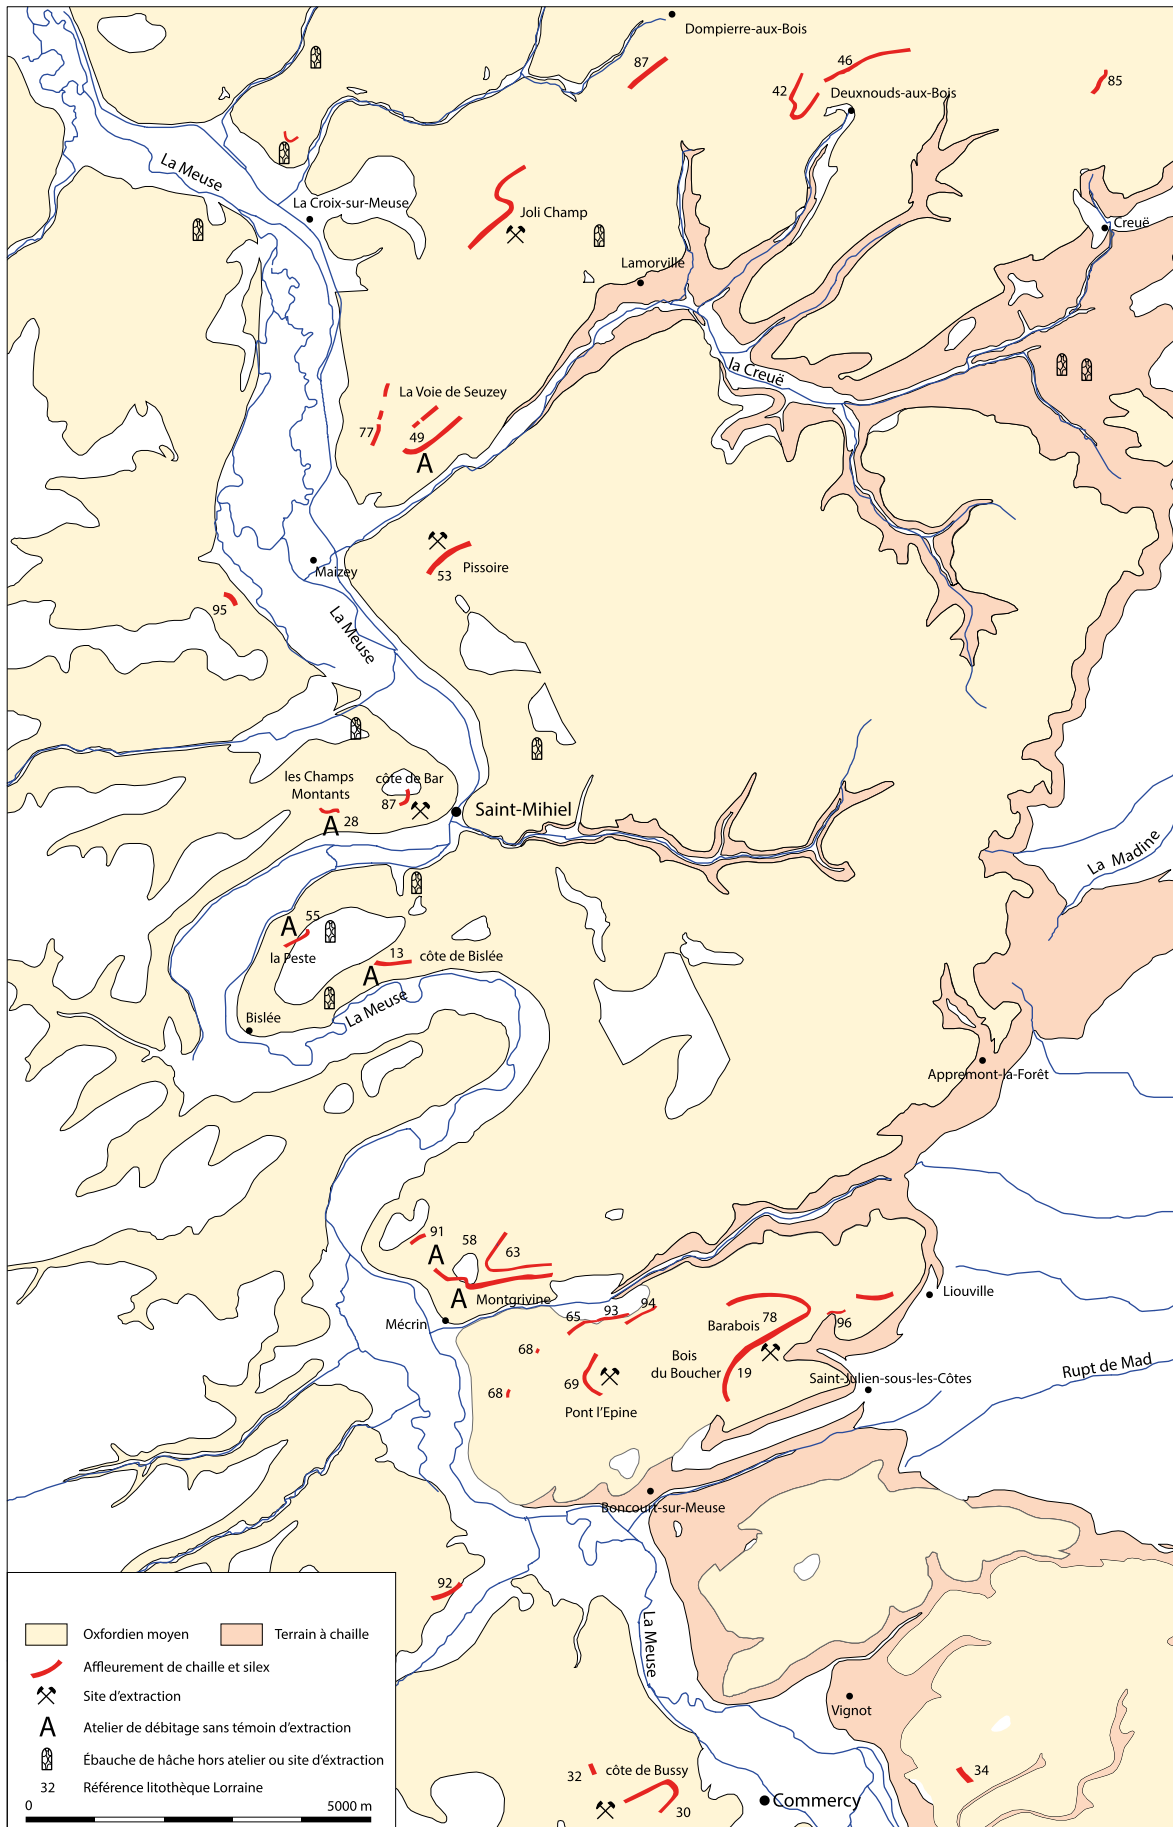 Dompierre-aux-Bois
87
46
42
Deuxnouds-aux-Bois
85
La Meuse
La Croix-sur-Meuse
Joli Champ
Creuë
Lamorville
la Creuë
La Voie de Seuzey
77
49
A
53
Pissoire
Maizey
95
La Meuse
les Champs
Montants
côte de Bar
87
A 28
Saint-Mihiel
La Madine
A 55
la Peste
13
A
côte de Bislée
La Meuse
Bislée
Appremont-la-Forêt
91
A
58
63
A
Montgrivine
Mécrin
65
93
94
Barabois
78
96
Liouville
68
68
69
Pont l'Epine
Bois
du Boucher
19
Saint-Julien-sous-les-Côtes
Rupt de Mad
Boncourt-sur-Meuse
92
La Meuse
Vignot
34
32
côte de Bussy
30
Commercy
Oxfordien moyen
Terrain à chaille
Affleurement de chaille et silex
Site d'extraction
A Atelier de débitage sans témoin d'extraction
Ébauche de hâche hors atelier ou site d'éxtraction
32 Référence litothèque Lorraine
0 5000 m